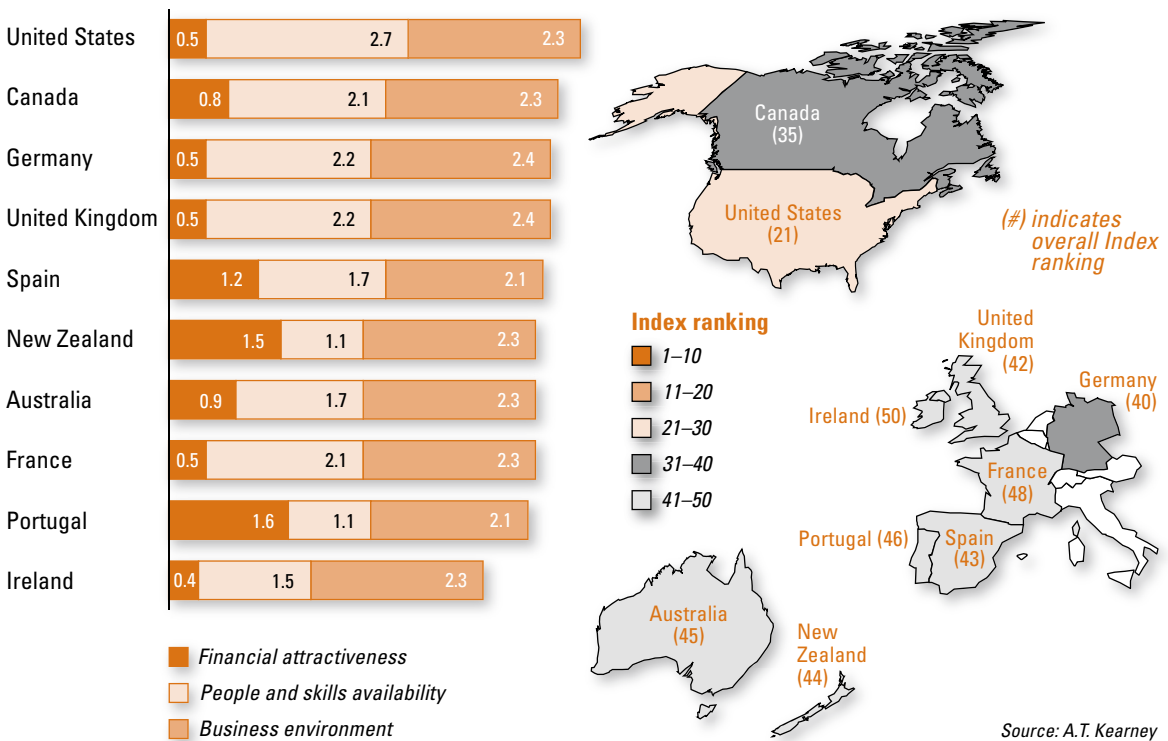 United States
0.5
2.7
2.3
Canada
0.8
2.1
2.3
Germany
0.5
2.2
2.4
United Kingdom
0.5
2.2
2.4
Spain
1.2
1.7
2.1
New Zealand
1.5
1.1
2.3
Australia
0.9
1.7
2.3
France
0.5
2.1
2.3
Portugal
1.6
1.1
2.1
Ireland
0.4
1.5
2.3
Financial attractiveness
People and skills availability
Business environment
Canada
(35)
United States
(21)
(#) indicates
overall Index
ranking
Index ranking
1–10
11–20
21–30
31–40
41–50
United
Kingdom
(42)
Germany
(40)
Ireland (50)
France
(48)
Portugal (46)
Spain
(43)
Australia
(45)
New
Zealand
(44)
Source: A.T. Kearney